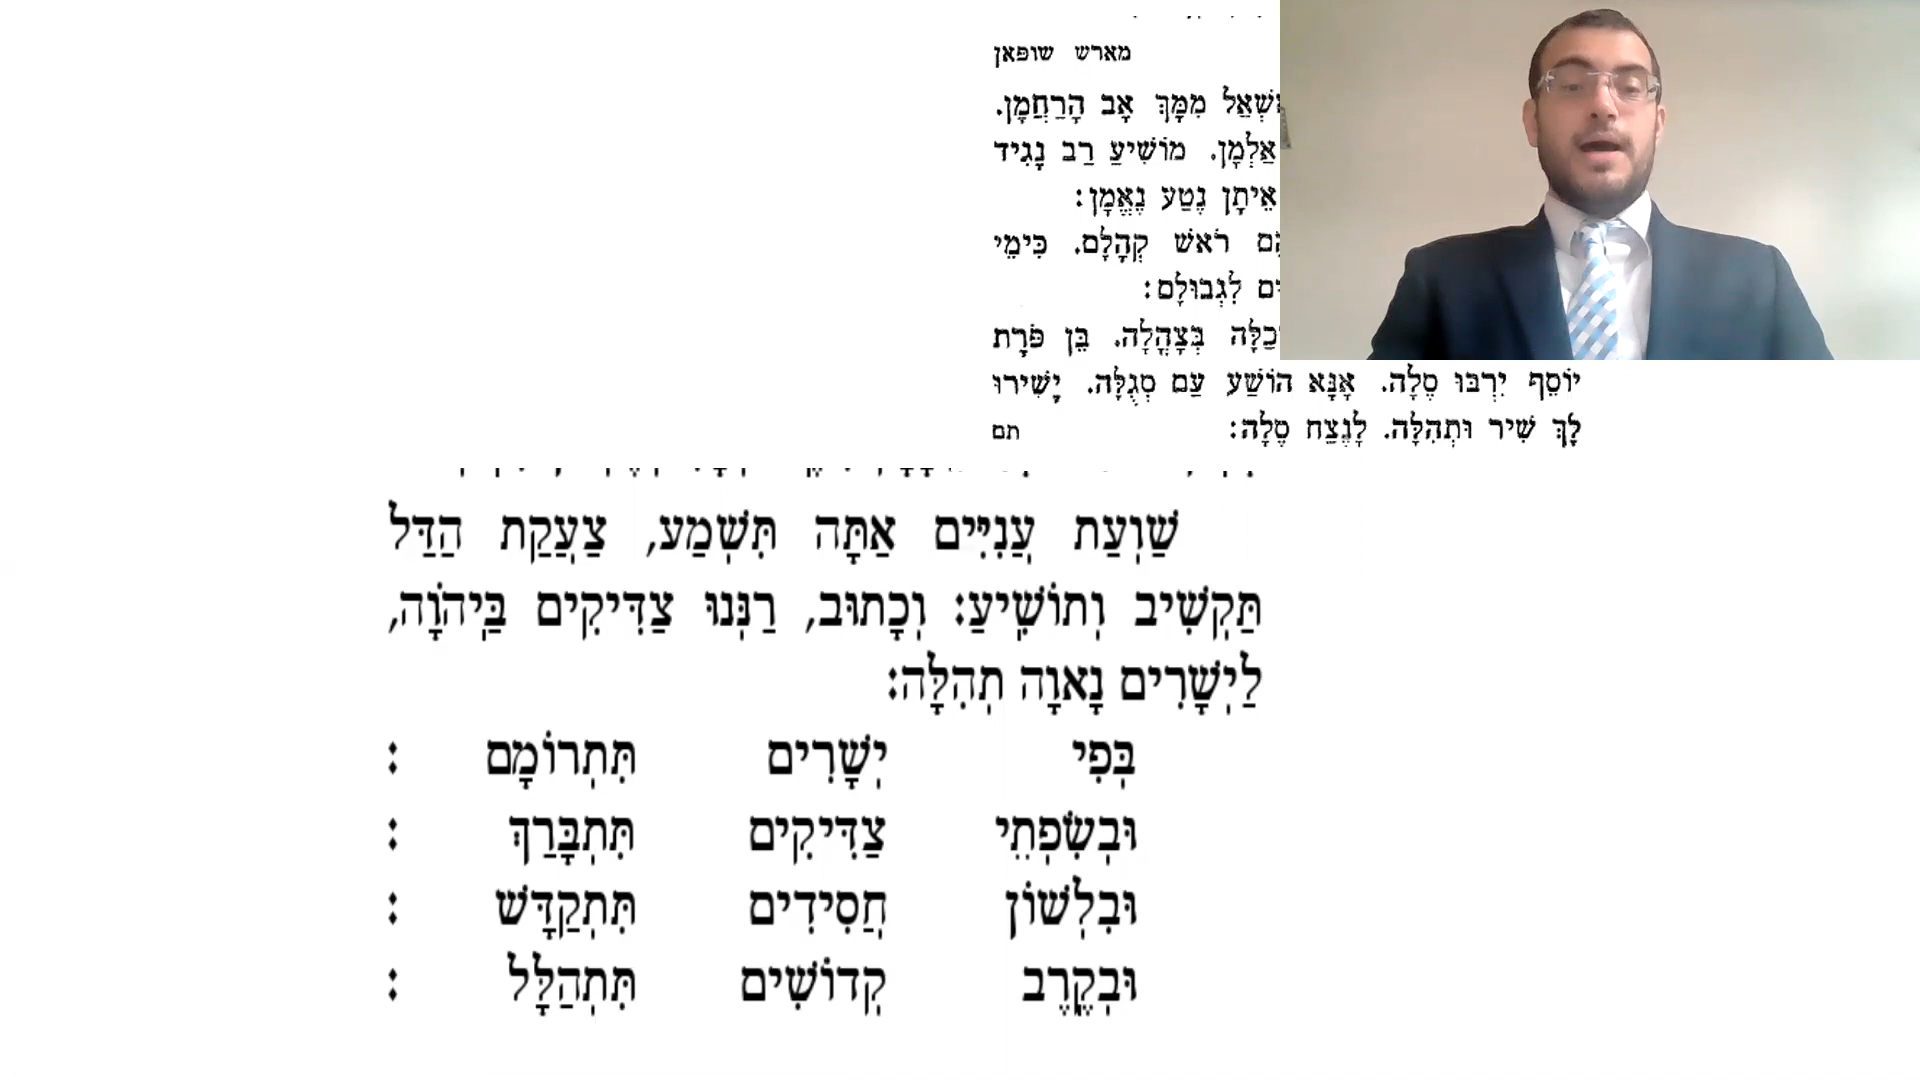 מארש שופאן
מִמָּךְ אָב הָרַחֲמָן.
אַלְמָן. מוֹשִׁיעַ רַב נָגִיד
אֵיתָן נֶטַע נֶאֱמָן:
רֹאשׁ קְהָלָם. כִּימֵי
לִגְבוּלָם:
בְּצָהֳלָה. בֵּן פֹּרָת
יוֹסֵף יִרְבּוּ סֶלָה. אָנָּא הוֹשַׁע עַם סְגֻלָּה. יָשִׁירוּ
לָךְ שִׁיר וּתְהִלָּה. לָנֶצַח סֶלָה: תם
שַׁוְעַת עֲנִיִּים אַתָּה תִּשְׁמַע, צַעֲקַת הַדַּל
תַּקְשִׁיב וְתוֹשִׁיעַ: וְכָתוּב, רַנְּנוּ צַדִּיקִים בַּיהֹוָה,
לַיְשָׁרִים נָאוָה תְהִלָּה:
בְּפִי יְשָׁרִים תִּתְרוֹמָם :
וּבְשִׂפְתֵי צַדִּיקִים תִּתְבָּרַךְ :
וּבִלְשׁוֹן חֲסִידִים תִּתְקַדָּשׁ :
וּבְקֶרֶב קְדוֹשִׁים תִּתְהַלָּל :